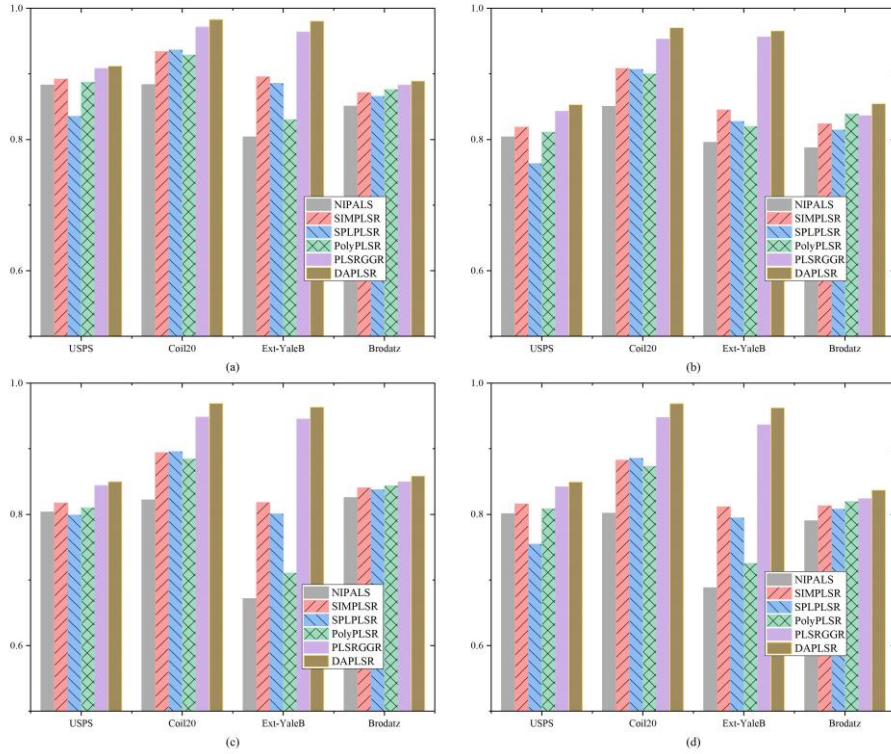 1.0
0.8
0.6
NIPALS
SIMPLSR
SPLPLSR
PolyPLSR
PLSRGGR
DAPLSR
USPS Coil20 Ext-YaleB Brodatz
(a)
1.0
0.8
0.6
NIPALS
SIMPLSR
SPLPLSR
PolyPLSR
PLSRGGR
DAPLSR
USPS Coil20 Ext-YaleB Brodatz
(b)
1.0
0.8
0.6
NIPALS
SIMPLSR
SPLPLSR
PolyPLSR
PLSRGGR
DAPLSR
USPS Coil20 Ext-YaleB Brodatz
(c)
1.0
0.8
0.6
NIPALS
SIMPLSR
SPLPLSR
PolyPLSR
PLSRGGR
DAPLSR
USPS Coil20 Ext-YaleB Brodatz
(d)